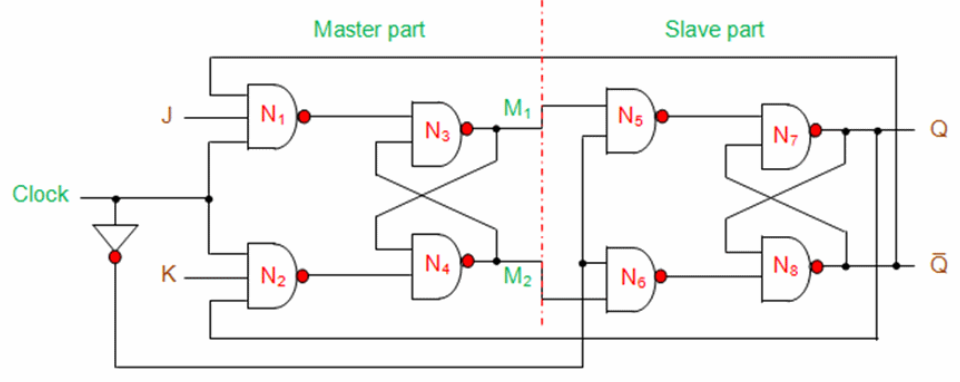 Master part
Slave part
J
N₁
N₃
M₁
N₅
N₇
Q
Clock
K
N₂
N₄
M₂
N₆
N₈
Q̅